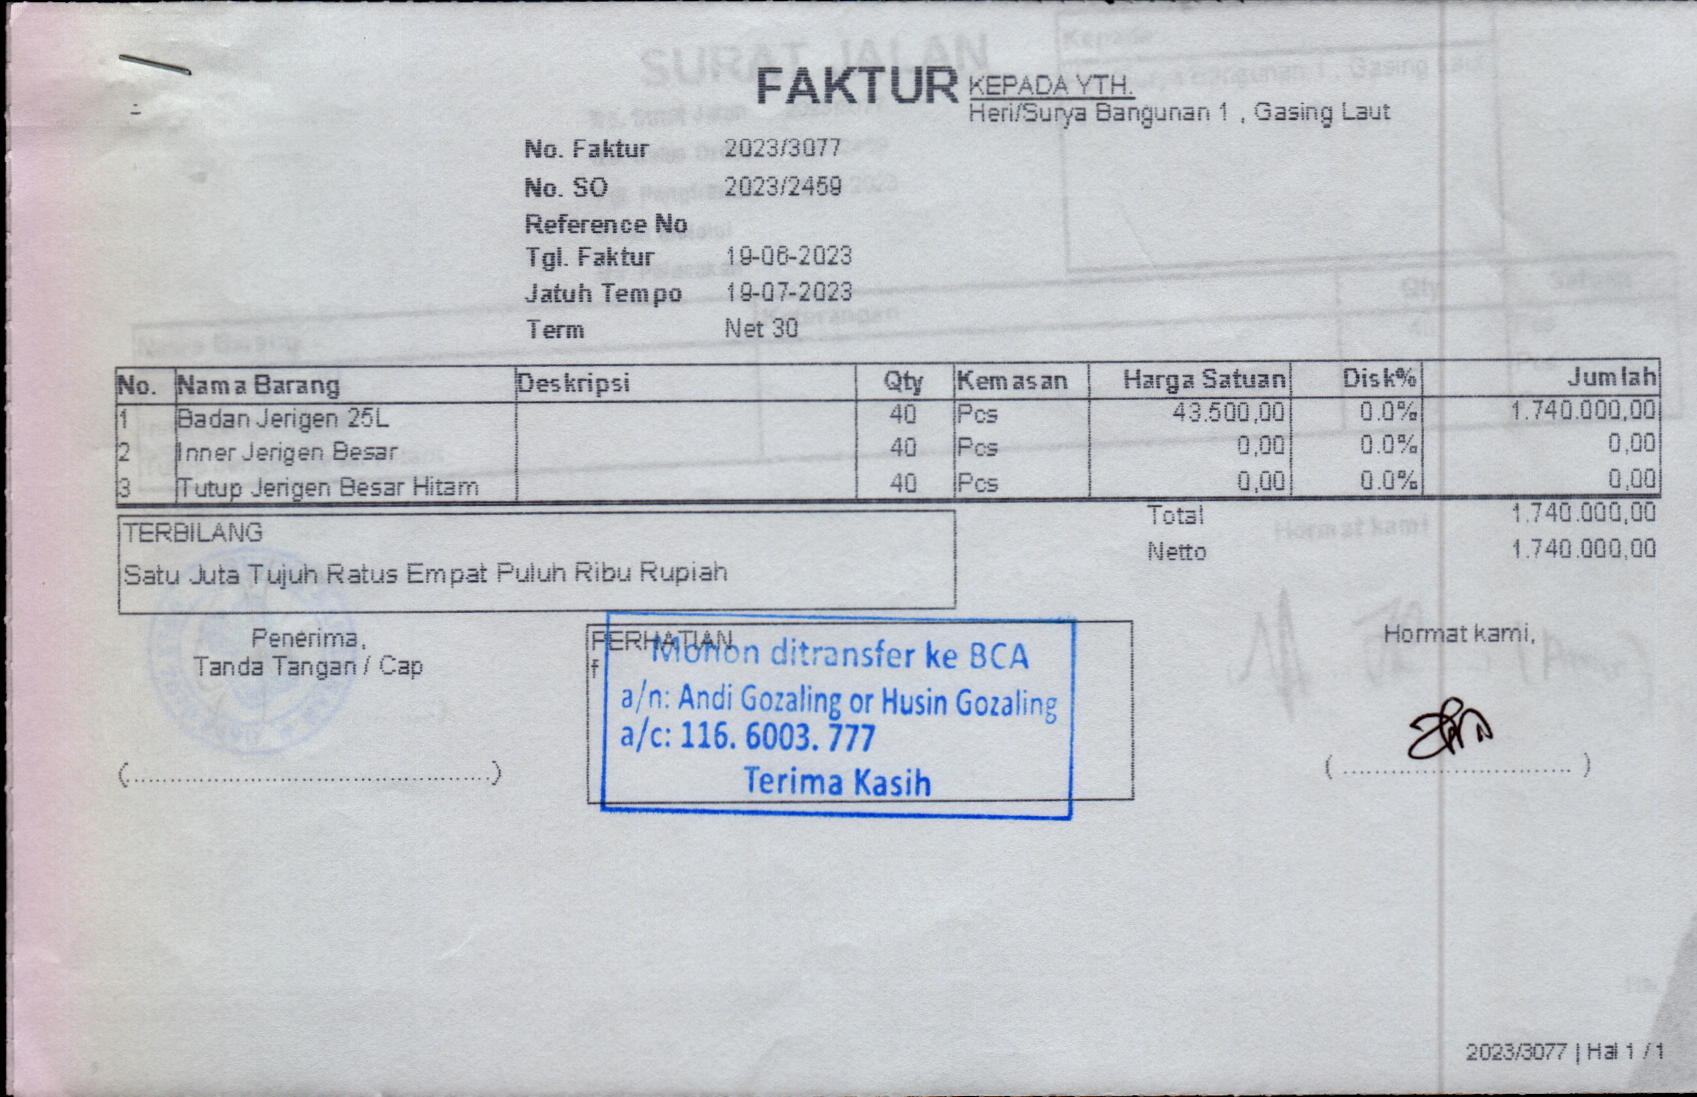 FAKTUR
KEPADA YTH.
Heri/Surya Bangunan 1 , Gasing Laut
No. Faktur 2023/3077
No. SO 2023/2459
Reference No
Tgl. Faktur 19-06-2023
Jatuh Tempo 19-07-2023
Term Net 30
No. Nama Barang Deskripsi Qty Kemasan Harga Satuan Disk% Jumlah
1 Badan Jerigen 25L 40 Pcs 43.500,00 0.0% 1.740.000,00
2 Inner Jerigen Besar 40 Pcs 0,00 0.0% 0,00
3 Tutup Jerigen Besar Hitam 40 Pcs 0,00 0.0% 0,00
Total 1.740.000,00
Netto 1.740.000,00
TERBILANG
Satu Juta Tujuh Ratus Empat Puluh Ribu Rupiah
Penerima,
Tanda Tangan / Cap
(............................................)
PERHATIAN
f
Mohon ditransfer ke BCA
a/n: Andi Gozaling or Husin Gozaling
a/c: 116. 6003. 777
Terima Kasih
Hormat kami,
( ............................ )
SURAT JALAN
Kepada
Hormat kami
2023/3077 | Hal 1 / 1